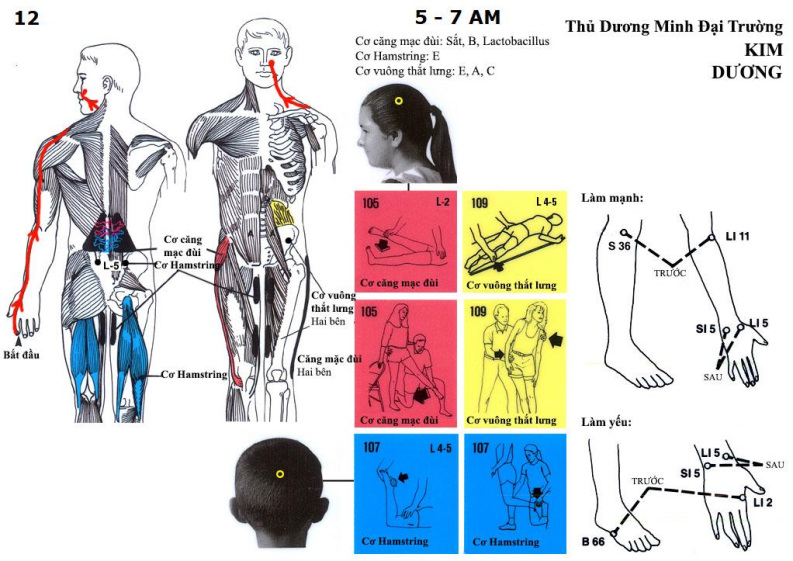 12
5 - 7 AM
Thủ Dương Minh Đại Trường
KIM
DƯƠNG
Cơ căng mạc đùi: Sắt, B, Lactobacillus
Cơ Hamstring: E
Cơ vuông thắt lưng: E, A, C
Cơ căng
mạc đùi
L-5
Cơ Hamstring
Bắt đầu
Cơ Hamstring
Cơ vuông
thắt lưng
Hai bên
Căng mạc đùi
Hai bên
105
L-2
Cơ căng mạc đùi
109
L 4-5
Cơ vuông thắt lưng
105
Cơ căng mạc đùi
109
Cơ vuông thắt lưng
107
L 4-5
Cơ Hamstring
107
Cơ Hamstring
Làm mạnh:
S 36
LI 11
TRƯỚC
SI 5
LI 5
SAU
Làm yếu:
LI 5
SI 5
SAU
TRƯỚC
LI 2
B 66